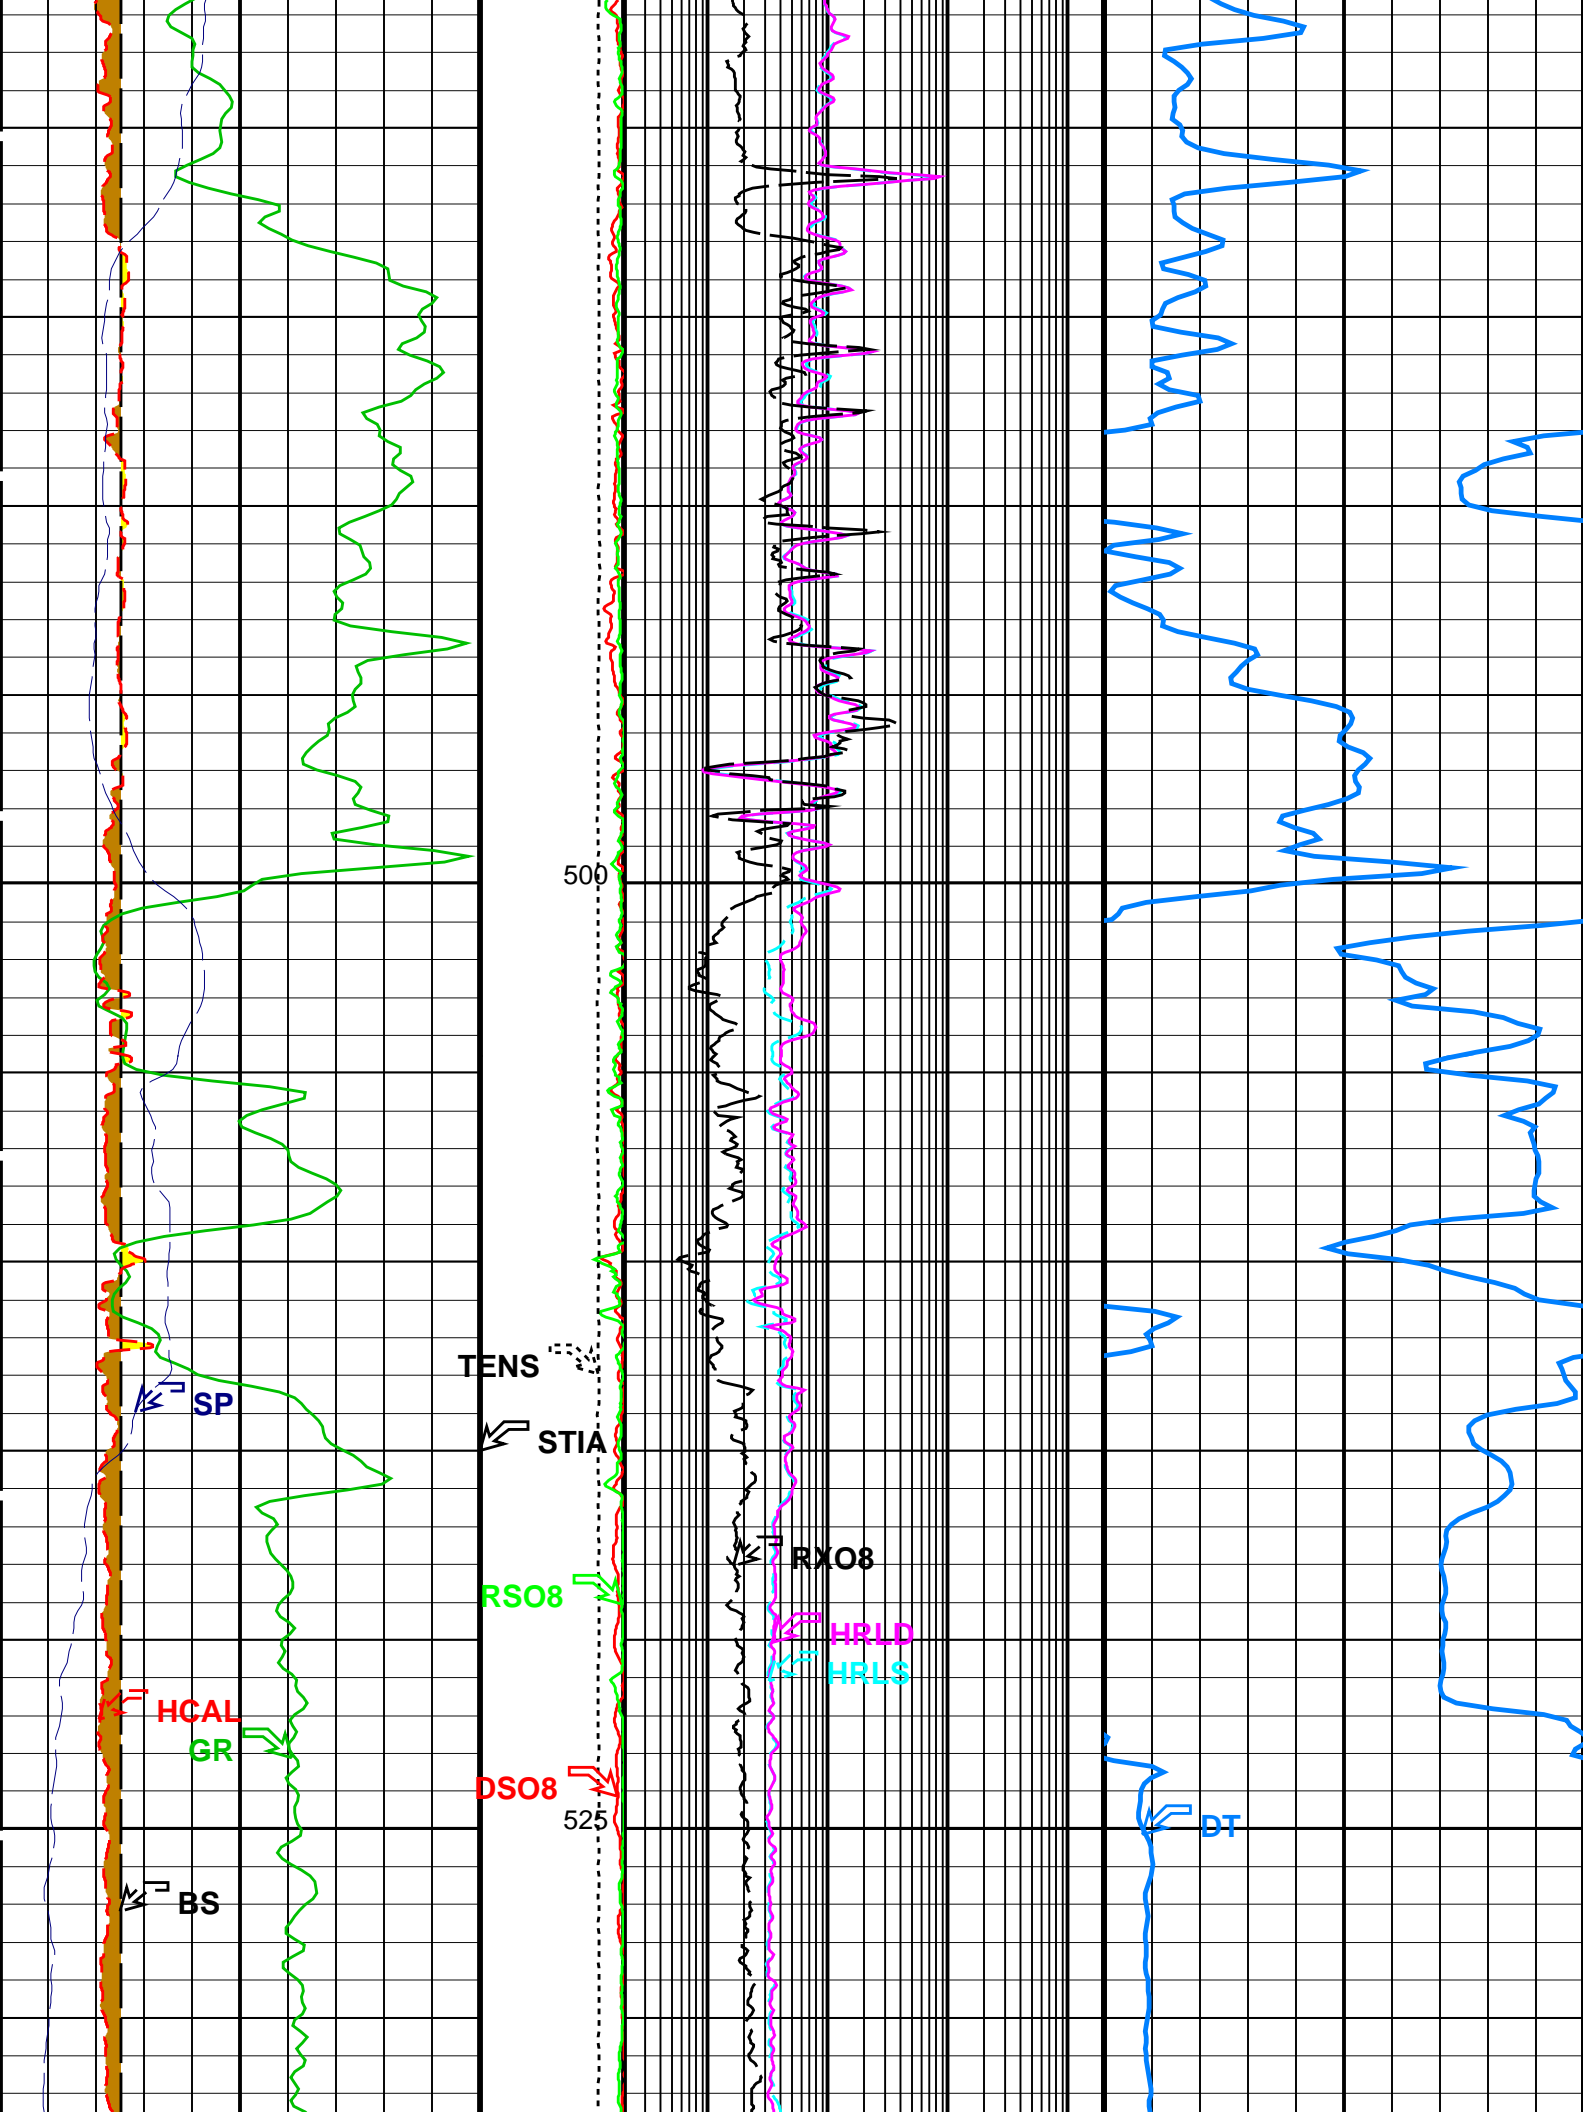 500
TENS
SP
STIA
RXO8
RSO8
HRLD
HRLS
HCAL
GR
DSO8
525
DT
BS